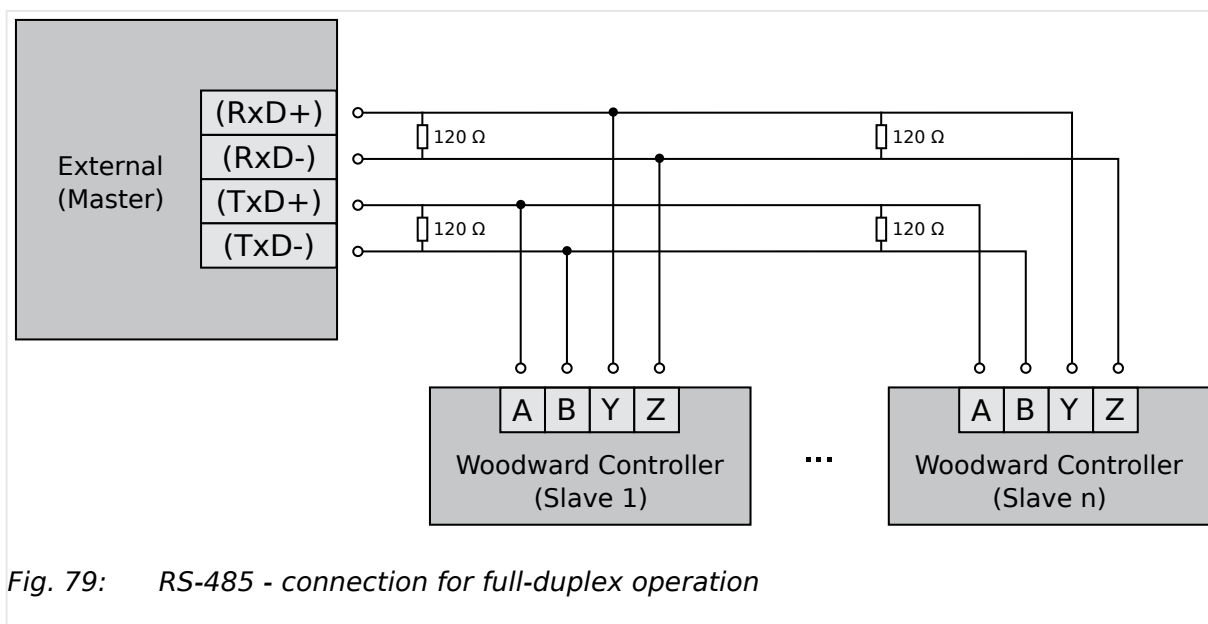 External
(Master)
(RxD+)
(RxD-)
(TxD+)
(TxD-)
120 Ω
120 Ω
120 Ω
120 Ω
A B Y Z
Woodward Controller
(Slave 1)
...
A B Y Z
Woodward Controller
(Slave n)
Fig. 79: RS-485 - connection for full-duplex operation